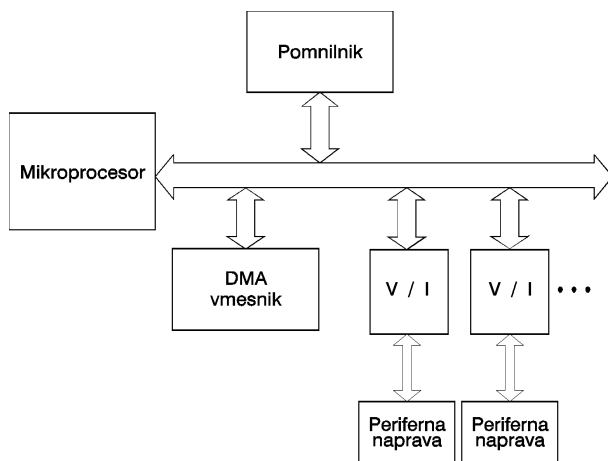 Pomnilnik
Mikroprocesor
DMA
vmesnik
V / I
V / I
Periferna
naprava
Periferna
naprava